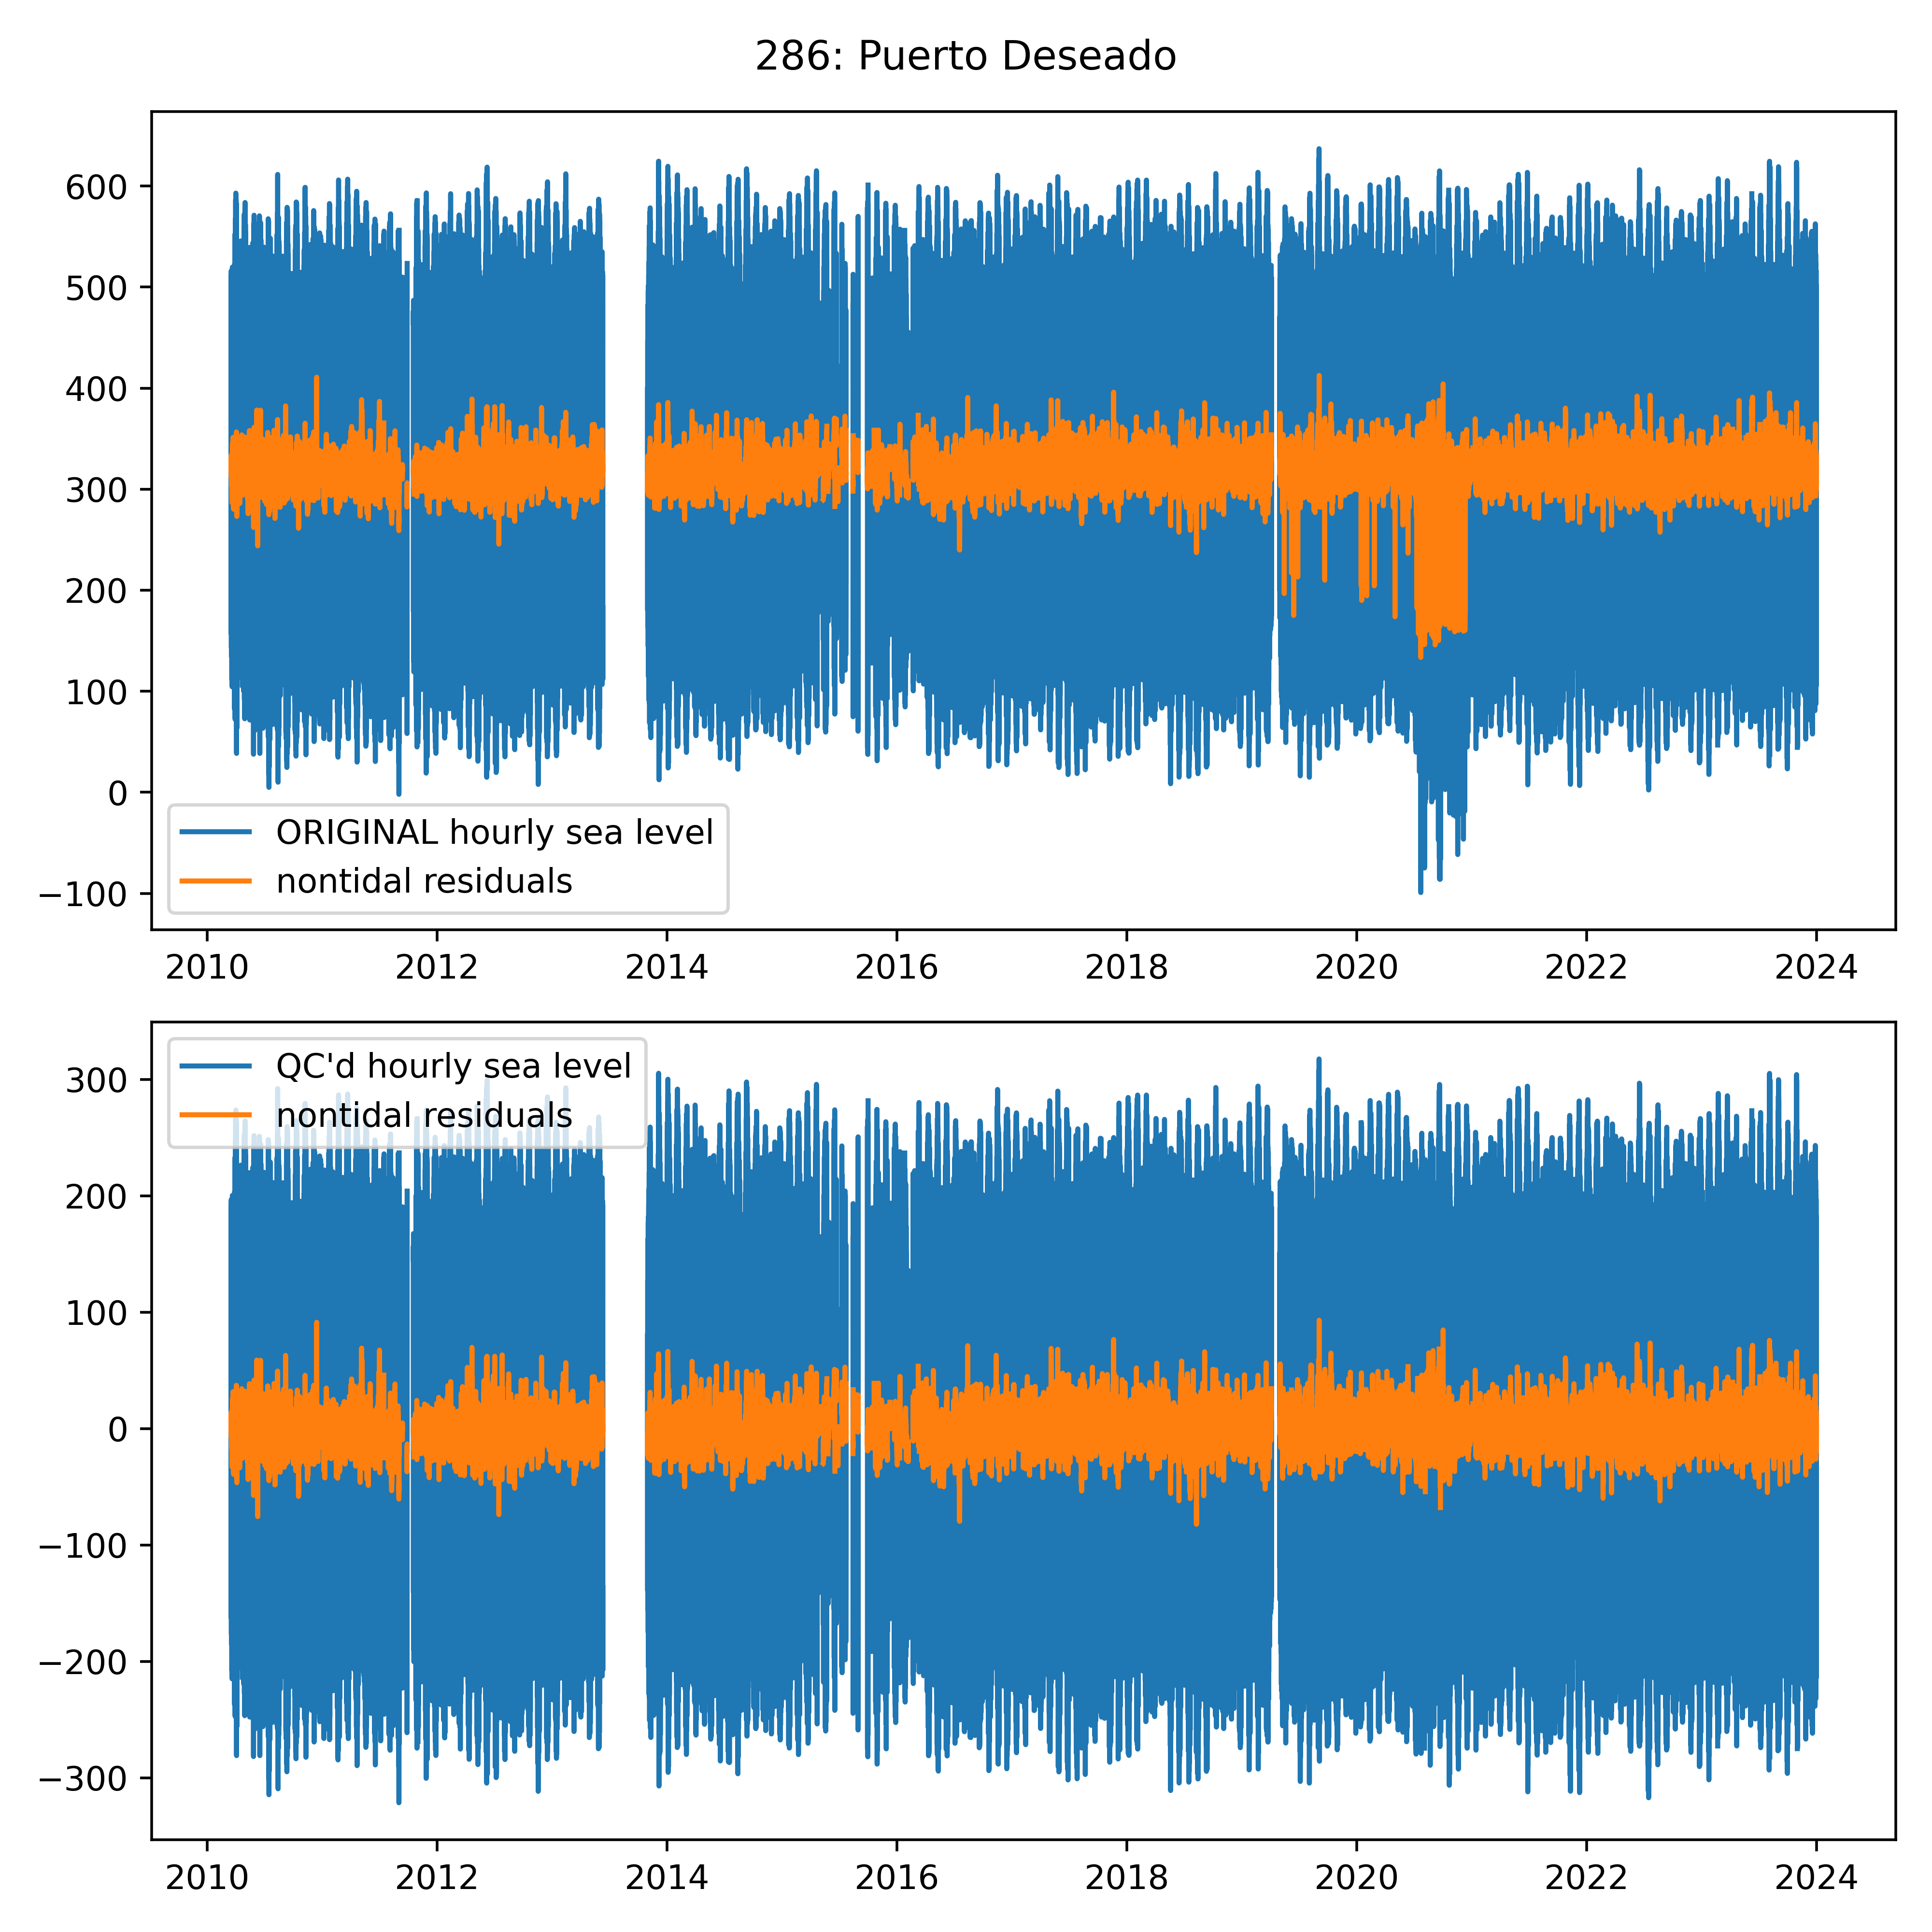 286: Puerto Deseado
600
500
400
300
200
100
0
−100
ORIGINAL hourly sea level
nontidal residuals
2010 2012 2014 2016 2018 2020 2022 2024
300
200
100
0
−100
−200
−300
QC'd hourly sea level
nontidal residuals
2010 2012 2014 2016 2018 2020 2022 2024